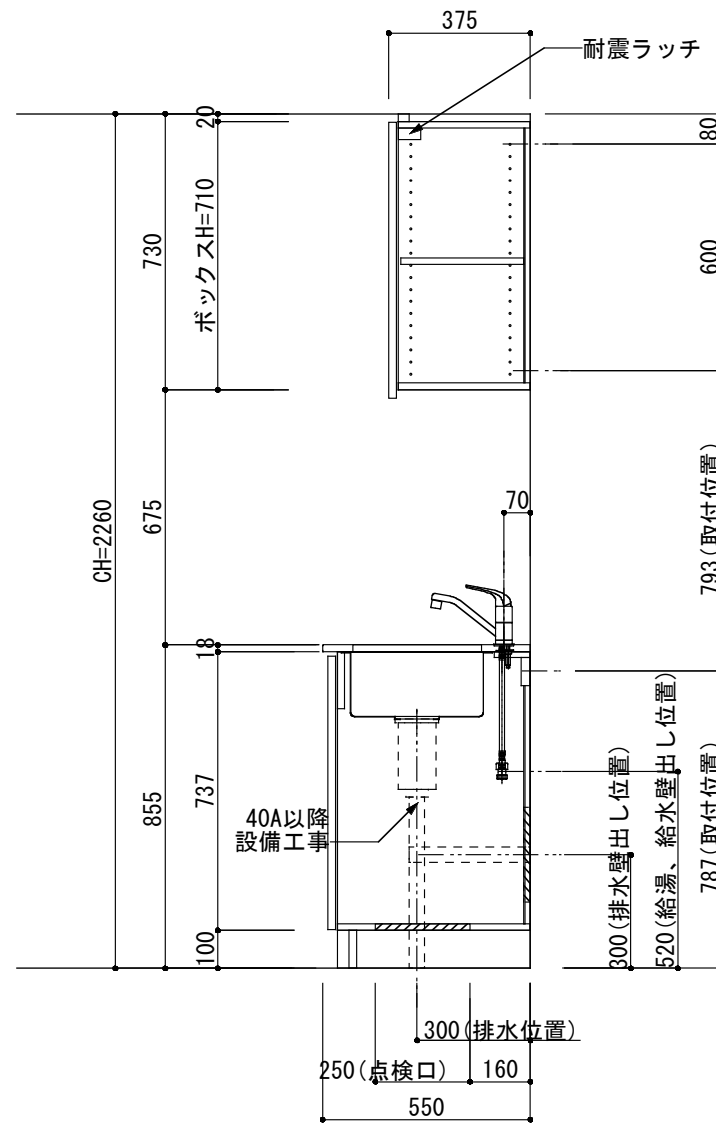 375
耐震ラッチ
20
80
ボックスH=710
730
600
CH=2260
675
70
793(取付位置)
18
737
855
40A以降
設備工事
300(排水壁出し位置)
520(給湯、給水壁出し位置)
787(取付位置)
100
300(排水位置)
250(点検口)
160
550